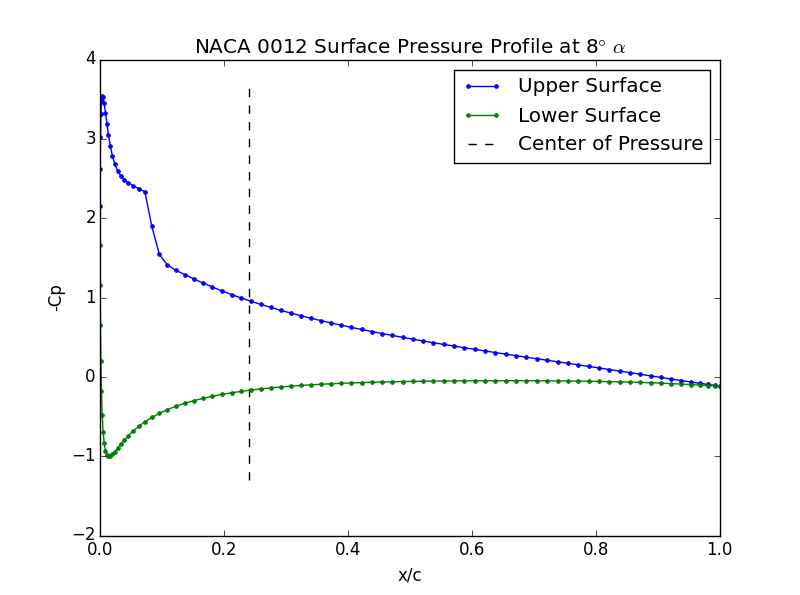 NACA 0012 Surface Pressure Profile at 8° α
Upper Surface
Lower Surface
Center of Pressure
-Cp
4
3
2
1
0
−1
−2
0.0 0.2 0.4 0.6 0.8 1.0
x/c